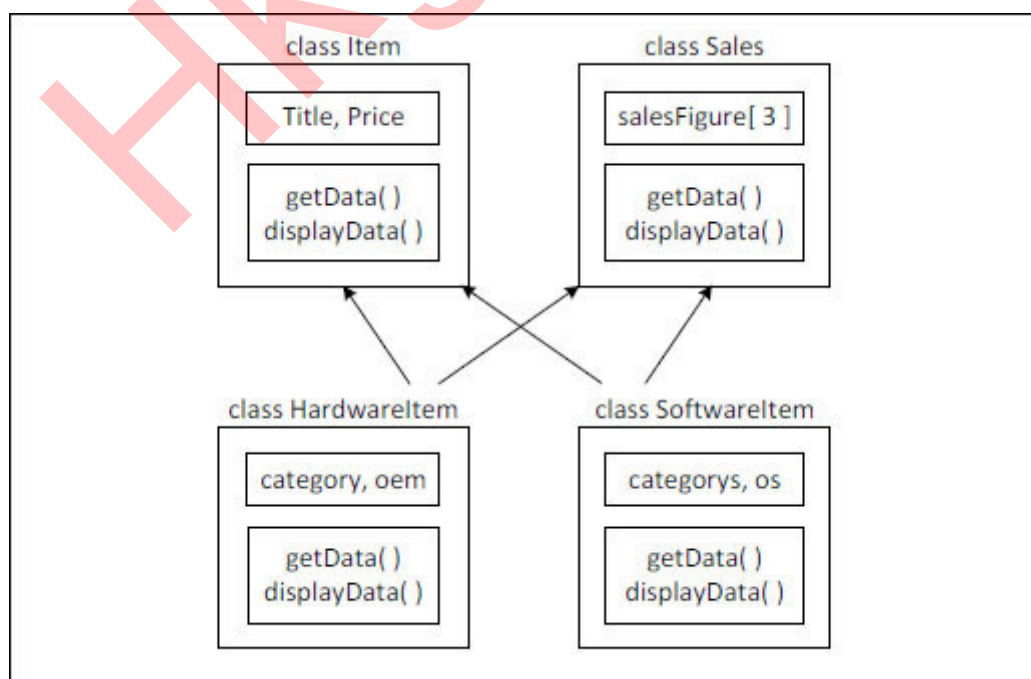 HKS
class Item
class Sales
Title, Price
salesFigure[ 3 ]
getData( )
displayData( )
getData( )
displayData( )
class HardwareItem
class SoftwareItem
category, oem
categorys, os
getData( )
displayData( )
getData( )
displayData( )